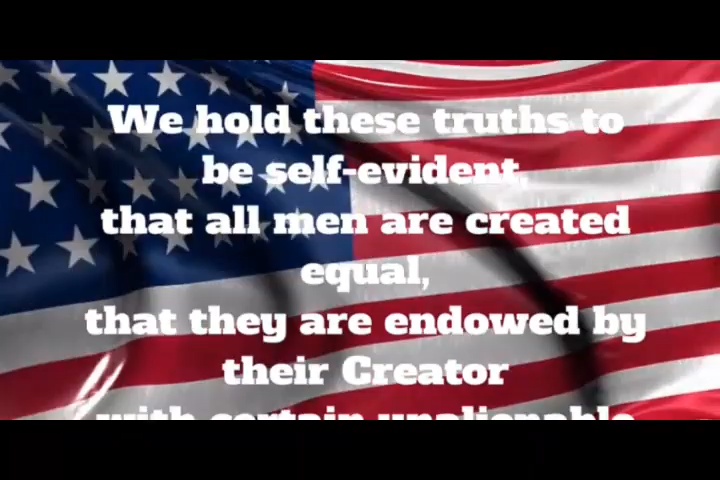 We hold these truths to
be self-evident,
that all men are created
equal,
that they are endowed by
their Creator
with certain unalienable